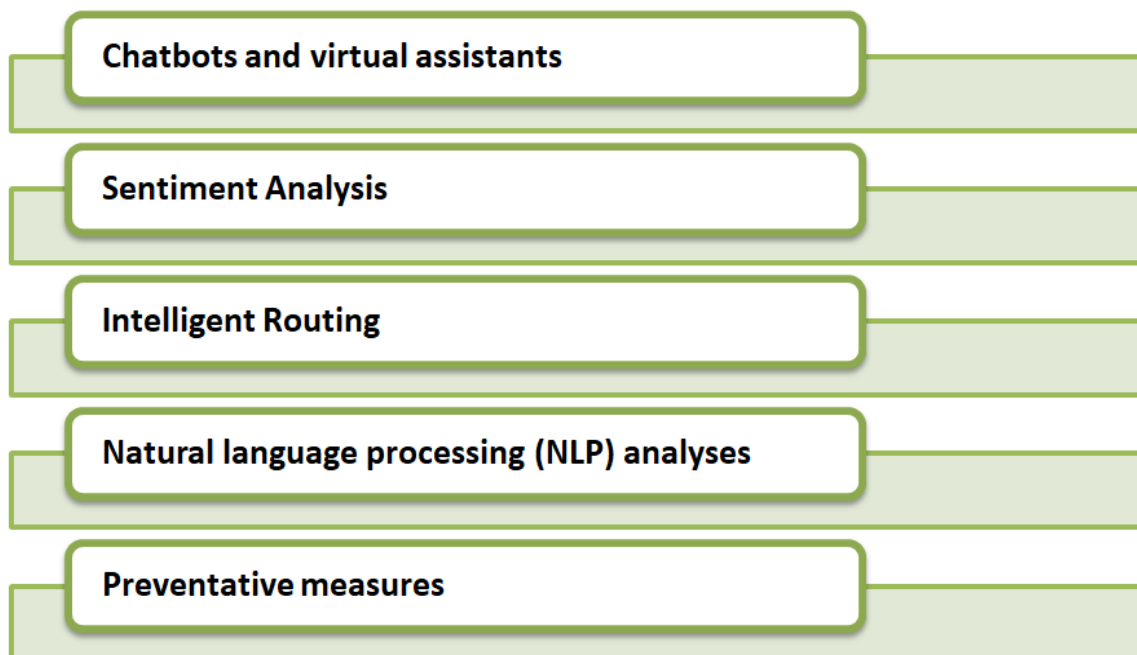 Chatbots and virtual assistants
Sentiment Analysis
Intelligent Routing
Natural language processing (NLP) analyses
Preventative measures